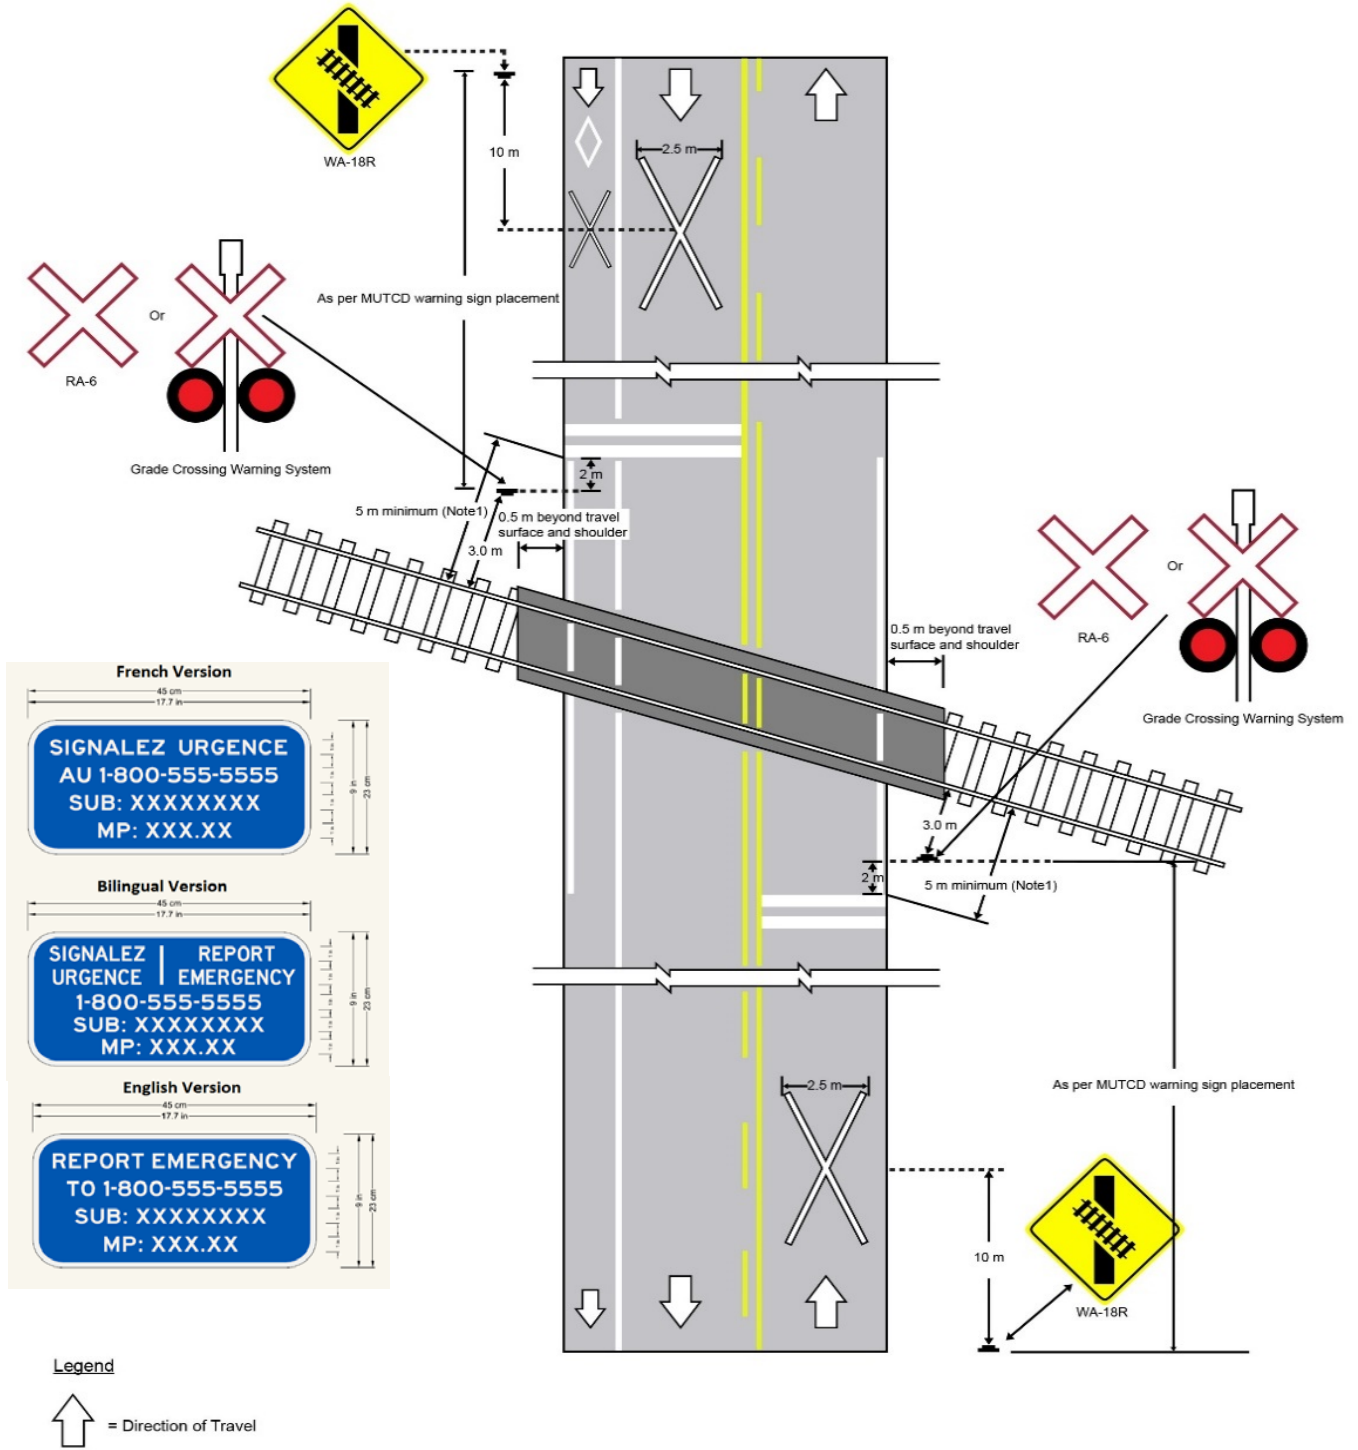 WA-18R
10 m
2.5 m
As per MUTCD warning sign placement
Or
RA-6
Grade Crossing Warning System
2 m
5 m minimum (Note1)
0.5 m beyond travel
surface and shoulder
3.0 m
Or
RA-6
Grade Crossing Warning System
0.5 m beyond travel
surface and shoulder
3.0 m
2 m
5 m minimum (Note1)
As per MUTCD warning sign placement
2.5 m
10 m
WA-18R
French Version
45 cm
17.7 in
SIGNALEZ URGENCE
AU 1-800-555-5555
SUB: XXXXXXXX
MP: XXX.XX
9 in
23 cm
Bilingual Version
45 cm
17.7 in
SIGNALEZ | REPORT
URGENCE | EMERGENCY
1-800-555-5555
SUB: XXXXXXXX
MP: XXX.XX
9 in
23 cm
English Version
45 cm
17.7 in
REPORT EMERGENCY
TO 1-800-555-5555
SUB: XXXXXXXX
MP: XXX.XX
9 in
23 cm
Legend
= Direction of Travel